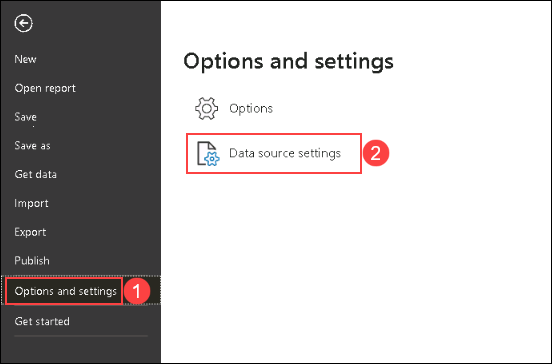 New
Open report
Save
Save as
Get data
Import
Export
Publish
Options and settings 1
Get started
Options and settings
Options
Data source settings 2